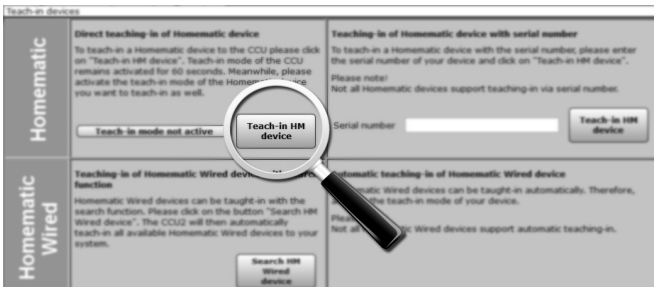 Teach-in devices
Homematic
Direct teaching-in of Homematic device
To teach-in a Homematic device to the CCU please click
on "Teach-in HM device". Teach-in mode of the CCU
remains activated for 60 seconds. Meanwhile, please
activate the teach-in mode of the Homematic
you want to teach-in as well.
Teach-in mode not active
Teach-in HM
device
Teaching-in of Homematic device with serial number
To teach-in a Homematic device with the serial number, please enter
the serial number of your device and click on "Teach-in HM device".
Please note!
Not all Homematic devices support teaching-in via serial number.
Serial number
Teach-in HM
device
Homematic
Wired
Teaching-in of Homematic Wired
function
Homematic Wired devices can be taught-in with the
search function. Please click on the button "Search HM
Wired device". The CCU2 will then automatically
teach-in all available Homematic Wired devices to your
system.
Search HM
Wired
device
teaching-in of Homematic Wired device
Wired devices can be taught-in automatically. Therefore,
the teach-in mode of your device.
Not all Wired devices support automatic teaching-in.